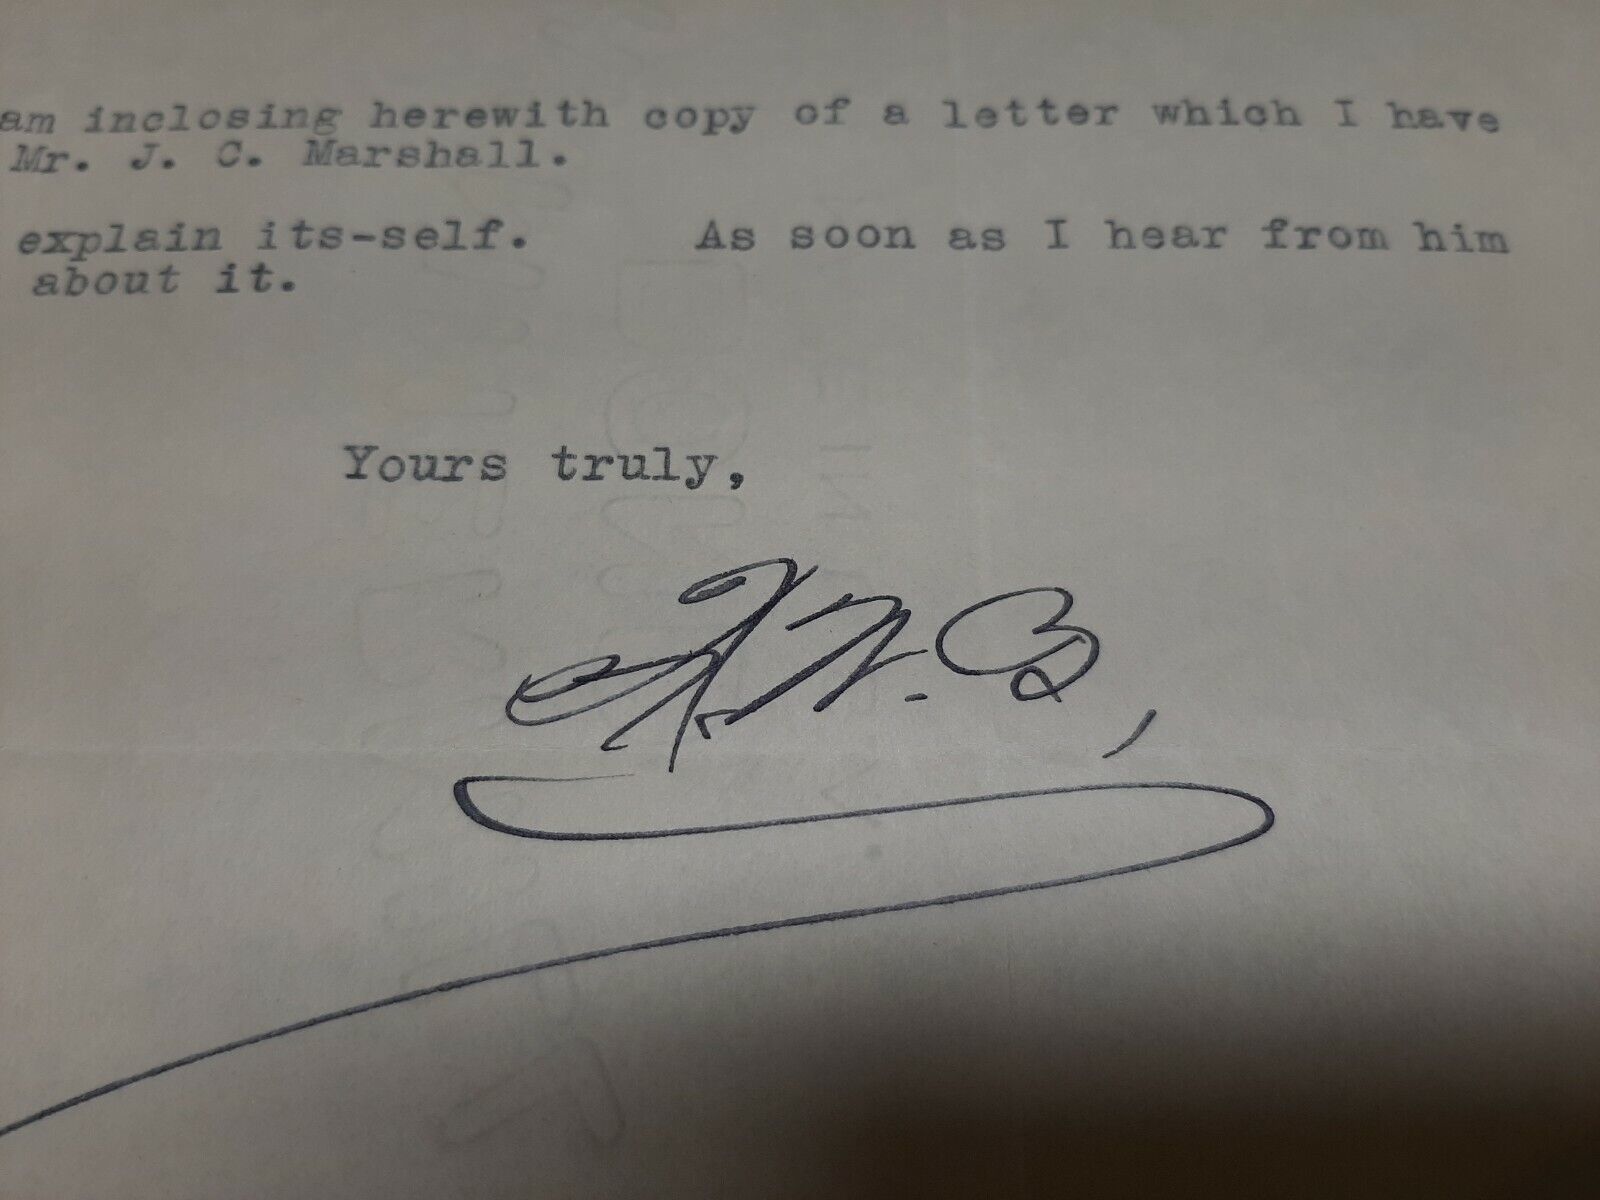 am inclosing herewith copy of a letter which I have
Mr. J. C. Marshall.
explain its-self. As soon as I hear from him
about it.
Yours truly,